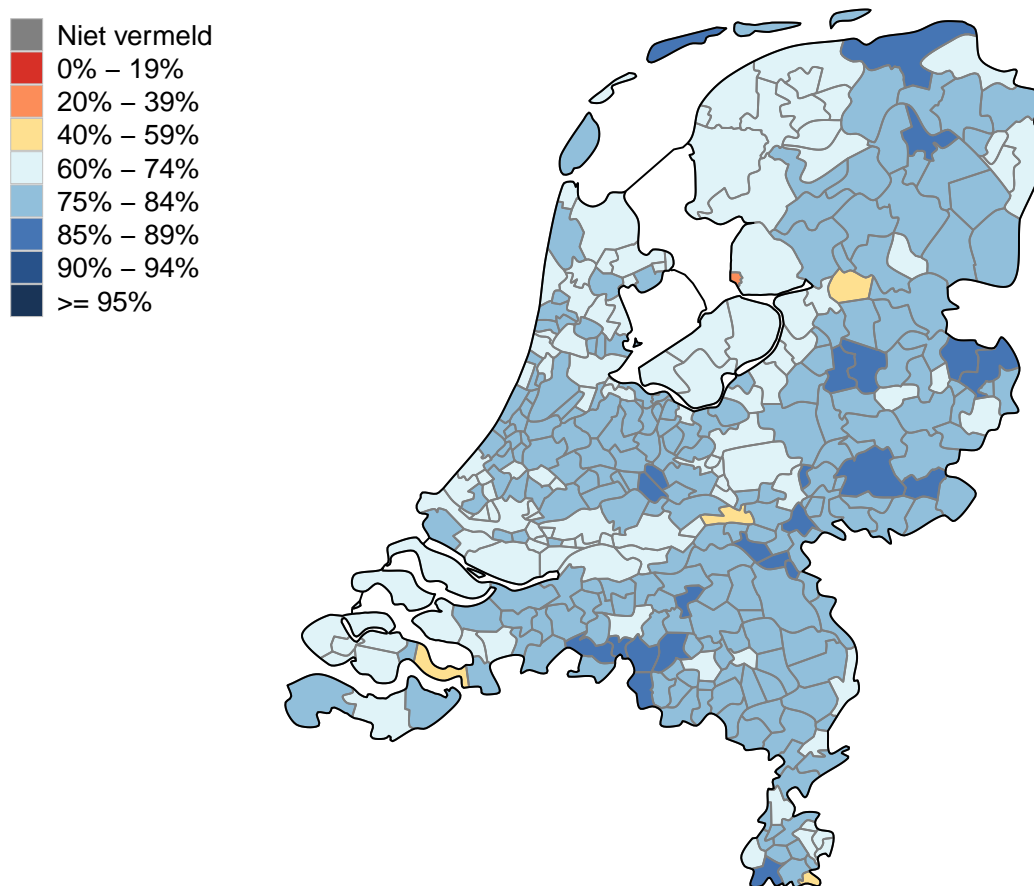 Niet vermeld
0% – 19%
20% – 39%
40% – 59%
60% – 74%
75% – 84%
85% – 89%
90% – 94%
>= 95%